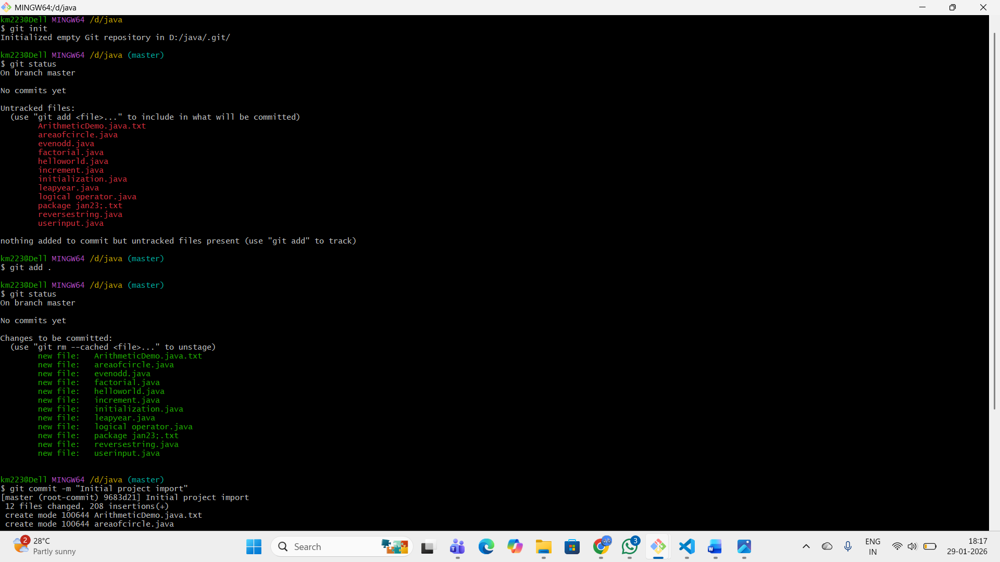 MINGW64:/d/java
km223@Dell MINGW64 /d/java
$ git init
Initialized empty Git repository in D:/java/.git/
km223@Dell MINGW64 /d/java (master)
$ git status
On branch master
No commits yet
Untracked files:
(use "git add <file>..." to include in what will be committed)
ArithmeticDemo.java.txt
areaofcircle.java
evenodd.java
factorial.java
helloworld.java
increment.java
initialization.java
leapyear.java
logical operator.java
package jan23;.txt
reversestring.java
userinput.java
nothing added to commit but untracked files present (use "git add" to track)
km223@Dell MINGW64 /d/java (master)
$ git add .
km223@Dell MINGW64 /d/java (master)
$ git status
On branch master
No commits yet
Changes to be committed:
(use "git rm --cached <file>..." to unstage)
new file:   ArithmeticDemo.java.txt
new file:   areaofcircle.java
new file:   evenodd.java
new file:   factorial.java
new file:   helloworld.java
new file:   increment.java
new file:   initialization.java
new file:   leapyear.java
new file:   logical operator.java
new file:   package jan23;.txt
new file:   reversestring.java
new file:   userinput.java
km223@Dell MINGW64 /d/java (master)
$ git commit -m "Initial project import"
[master (root-commit) 9683d21] Initial project import
12 files changed, 208 insertions(+)
create mode 100644 ArithmeticDemo.java.txt
create mode 100644 areaofcircle.java
2
28°C
Partly sunny
Search
3
ENG
IN
18:17
29-01-2026